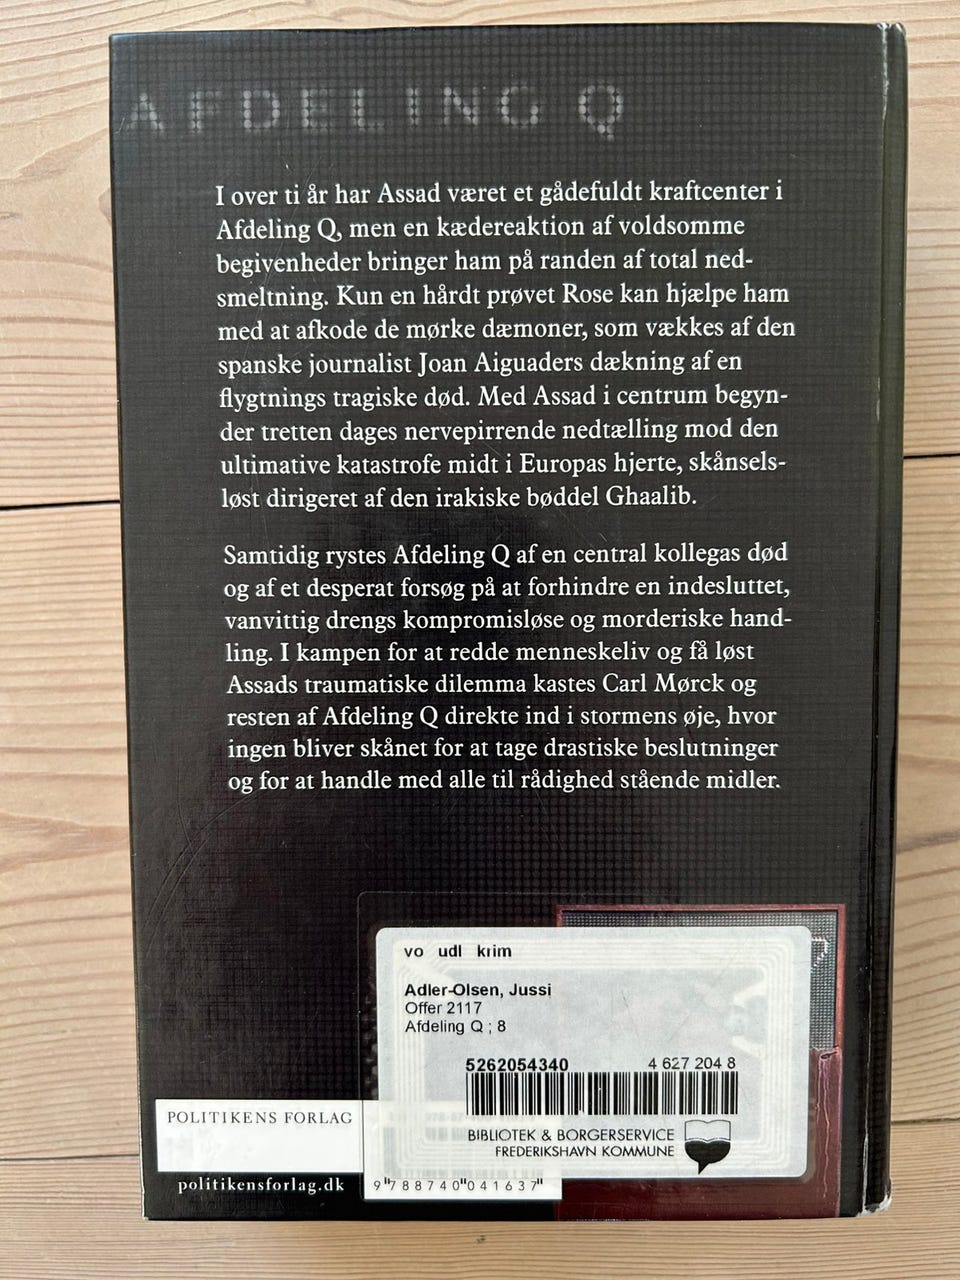 AFDELING Q
I over ti år har Assad været et gådefuldt kraftcenter i
Afdeling Q, men en kædereaktion af voldsomme
begivenheder bringer ham på randen af total ned-
smeltning. Kun en hårdt prøvet Rose kan hjælpe ham
med at afkode de mørke dæmoner, som vækkes af den
spanske journalist Joan Aiguaders dækning af en
flygtnings tragiske død. Med Assad i centrum begyn-
der tretten dages nervepirrende nedtælling mod den
ultimative katastrofe midt i Europas hjerte, skånsels-
løst dirigeret af den irakiske bøddel Ghaalib.
Samtidig rystes Afdeling Q af en central kollegas død
og af et desperat forsøg på at forhindre en indesluttet,
vanvittig drengs kompromisløse og morderiske hand-
ling. I kampen for at redde menneskeliv og få løst
Assads traumatiske dilemma kastes Carl Mørck og
resten af Afdeling Q direkte ind i stormens øje, hvor
ingen bliver skånet for at tage drastiske beslutninger
og for at handle med alle til rådighed stående midler.
vo udl krim
Adler-Olsen, Jussi
Offer 2117
Afdeling Q ; 8
5262054340 4 627 204 8
BIBLIOTEK & BORGERSERVICE
FREDERIKSHAVN KOMMUNE
POLITIKENS FORLAG
politikensforlag.dk
9 788740 041637